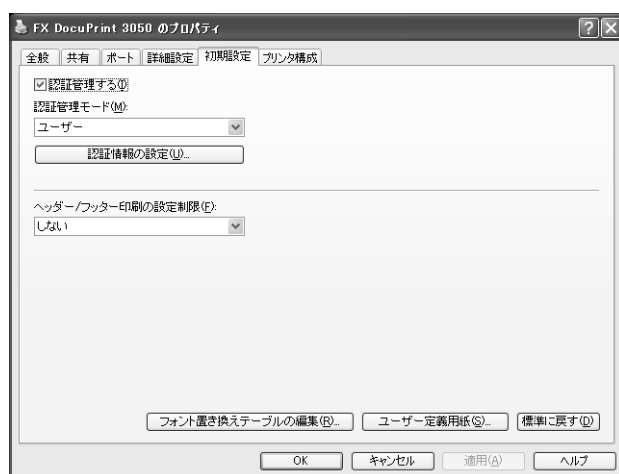 FX DocuPrint 3050 のプロパティ
全般 共有 ポート 詳細設定 初期設定 プリンタ構成
認証管理する(I)
認証管理モード(M):
ユーザー
認証情報の設定(U)...
ヘッダー/フッター印刷の設定制限(F):
しない
フォント置き換えテーブルの編集(R)... ユーザー定義用紙(S)... 標準に戻す(D)
OK キャンセル 適用(A) ヘルプ